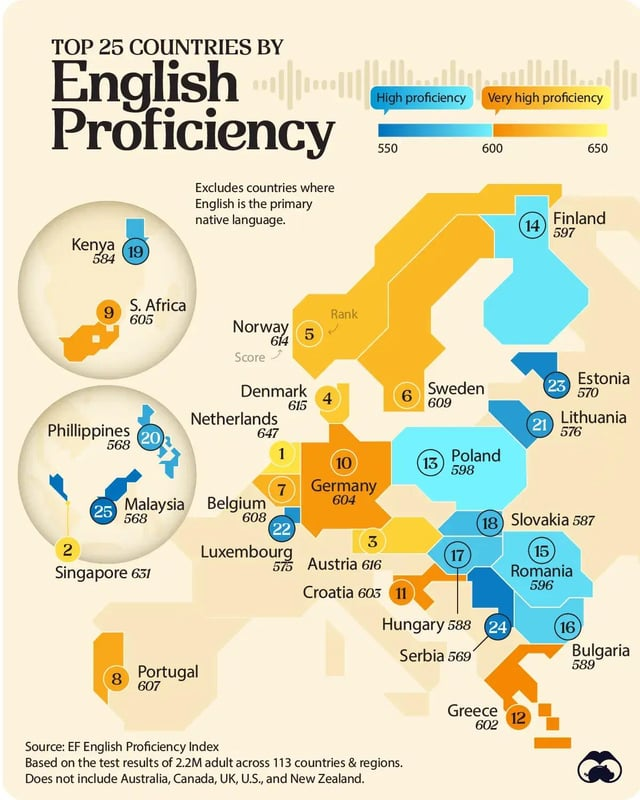 TOP 25 COUNTRIES BY
English
Proficiency
High proficiency
Very high proficiency
550
600
650
Excludes countries where
English is the primary
native language.
Kenya
584
19
9
S. Africa
605
Finland
597
14
Norway
614
5
Rank
Score
Denmark
615
4
Sweden
609
6
Estonia
570
23
Lithuania
576
21
Netherlands
647
1
Phillippines
568
20
Malaysia
568
25
2
Singapore 631
10
Germany
604
13
Poland
598
7
Belgium
608
22
Luxembourg
575
3
Austria 616
18
Slovakia 587
17
Hungary 588
15
Romania
596
Croatia 603
11
Serbia 569
24
16
Bulgaria
589
8
Portugal
607
Greece
602
12
Source: EF English Proficiency Index
Based on the test results of 2.2M adult across 113 countries & regions.
Does not include Australia, Canada, UK, U.S., and New Zealand.